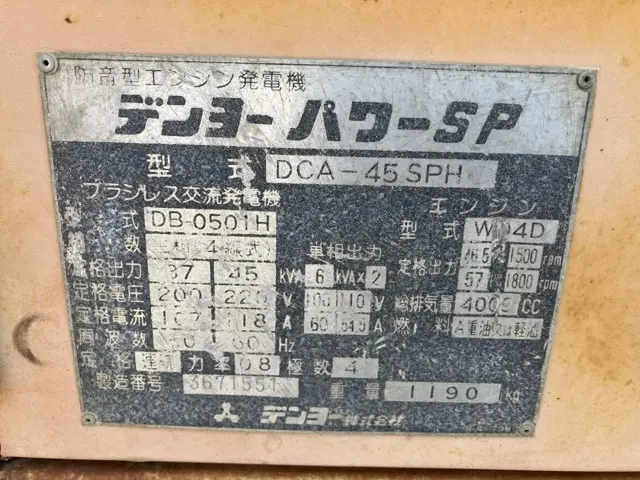 防音型エンジン発電機
デンヨーパワーSP
型式 DCA-45SPH
ブラシレス交流発電機
型式 DB-0501H
エンジン
型式 W04D
単相出力
定格出力 37 45 kVA 6 kVA×2
定格出力 46.5 1500 rpm
57 1800 rpm
定格電圧 200 220 V 100 110 V
総排気量 4009 CC
定格電流 107 118 A 60 54.5 A
燃料 A重油又は軽油
周波数 60 Hz
定格 連続 力率 0.8 極数 4
製造番号 3671551
重量 1190 kg
デンヨー株式会社